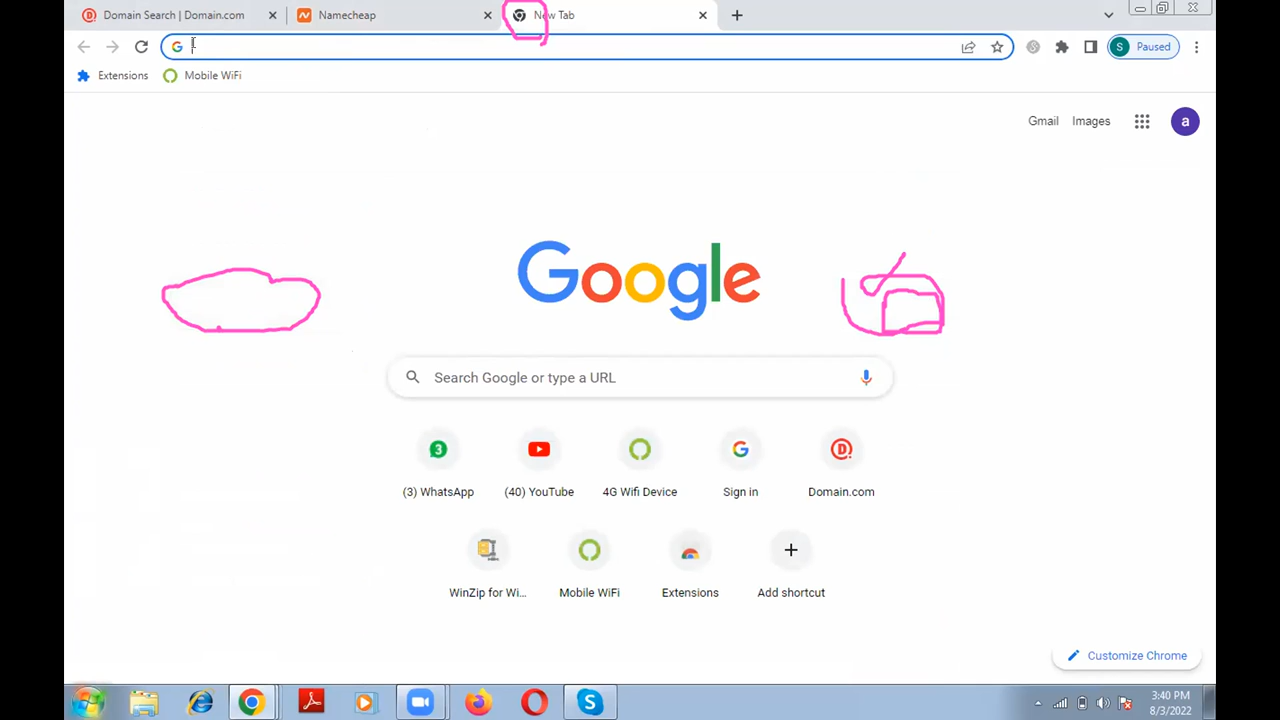 Domain Search | Domain.com
Namecheap
New Tab
S Paused
Extensions
Mobile WiFi
Gmail
Images
a
Google
Search Google or type a URL
3
(3) WhatsApp
(40) YouTube
4G Wifi Device
Sign in
Domain.com
WinZip for Wi...
Mobile WiFi
Extensions
Add shortcut
Customize Chrome
3:40 PM
8/3/2022